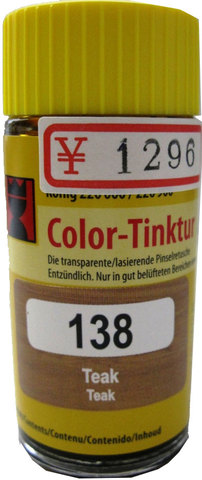 ¥ 1296
König 220 000 / 220 900
Color-Tinktur
Die transparente/lasierende Pinselretusche
Entzündlich. Nur in gut belüfteten Bereichen
138
Teak
Teak
/Contents/Contenu/Contenido/Inhoud